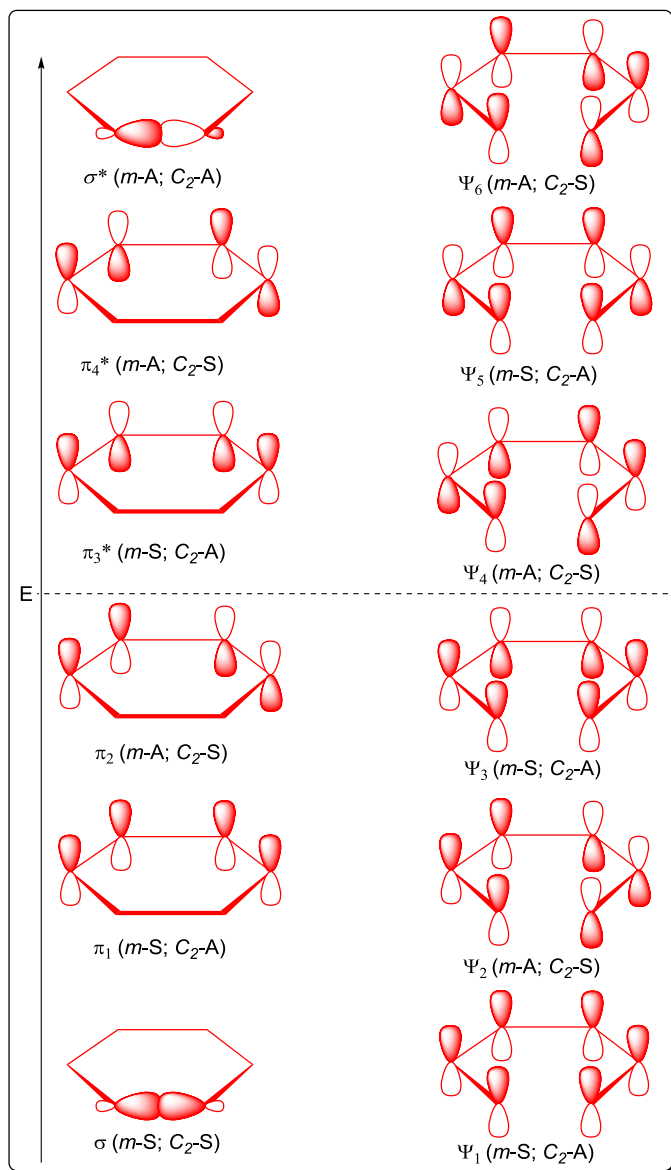 σ* (m-A; C₂-A)
Ψ₆ (m-A; C₂-S)
π₄* (m-A; C₂-S)
Ψ₅ (m-S; C₂-A)
π₃* (m-S; C₂-A)
Ψ₄ (m-A; C₂-S)
E
π₂ (m-A; C₂-S)
Ψ₃ (m-S; C₂-A)
π₁ (m-S; C₂-A)
Ψ₂ (m-A; C₂-S)
σ (m-S; C₂-S)
Ψ₁ (m-S; C₂-A)